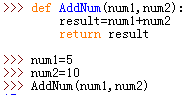 >>> def AddNum(num1,num2):
        result=num1+num2
        return result

>>> num1=5
>>> num2=10
>>> AddNum(num1,num2)